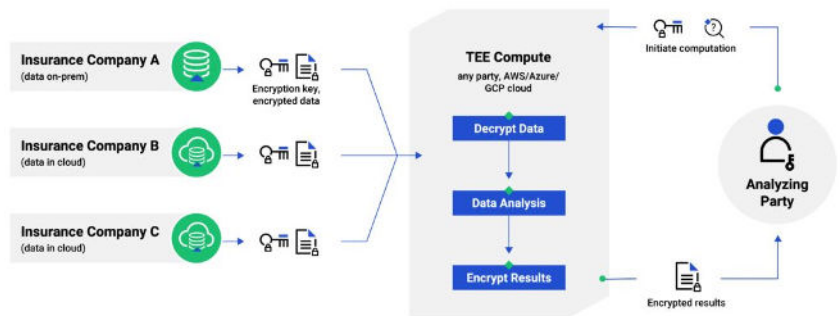 Insurance Company A
(data on-prem)
Encryption key,
encrypted data
Insurance Company B
(data in cloud)
Insurance Company C
(data in cloud)
TEE Compute
any party, AWS/Azure/
GCP cloud
Decrypt Data
Data Analysis
Encrypt Results
Initiate computation
Analyzing
Party
Encrypted results